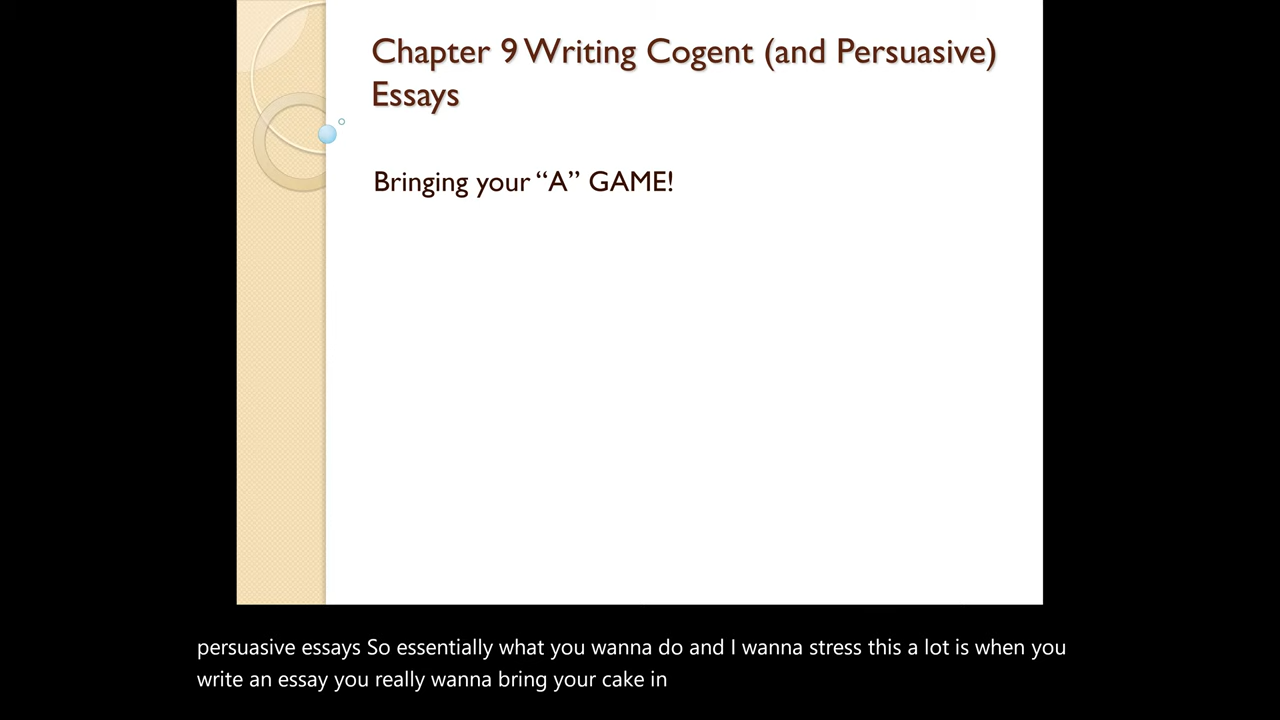 Chapter 9 Writing Cogent (and Persuasive)
Essays
Bringing your “A” GAME!
persuasive essays So essentially what you wanna do and I wanna stress this a lot is when you
write an essay you really wanna bring your cake in